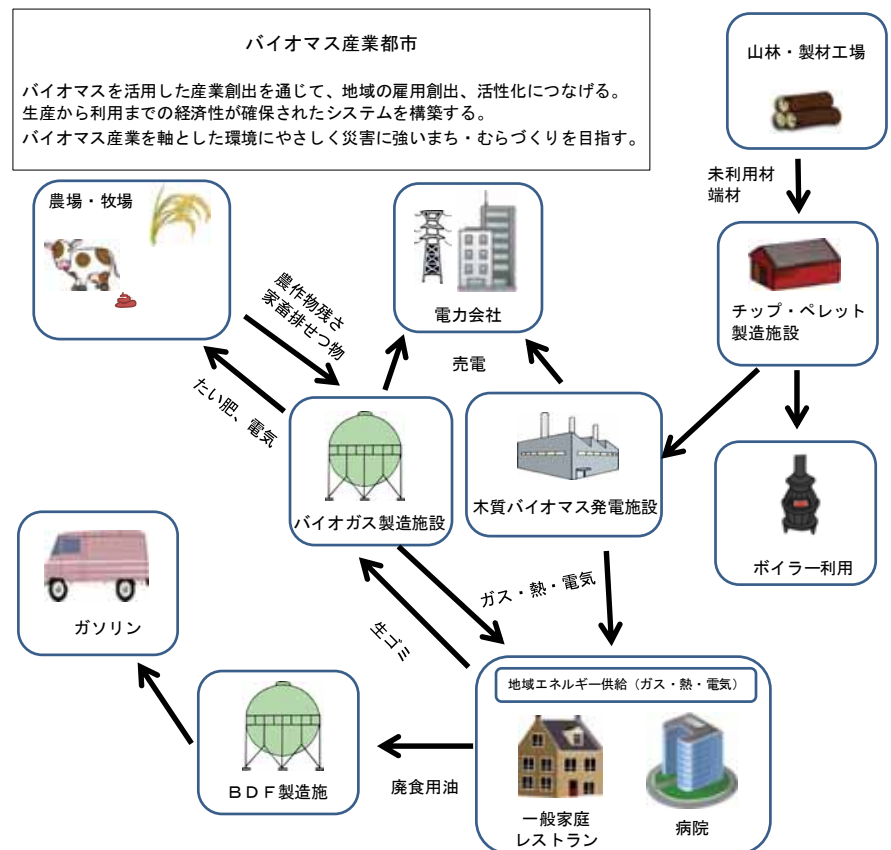 バイオマス産業都市
バイオマスを活用した産業創出を通じて、地域の雇用創出、活性化につなげる。
生産から利用までの経済性が確保されたシステムを構築する。
バイオマス産業を軸とした環境にやさしく災害に強いまち・むらづくりを目指す。
山林・製材工場
未利用材
端材
農場・牧場
電力会社
チップ・ペレット
製造施設
農作物残さ
家畜排せつ物
売電
たい肥、電気
バイオガス製造施設
木質バイオマス発電施設
ボイラー利用
ガソリン
ガス・熱・電気
生ゴミ
地域エネルギー供給（ガス・熱・電気）
ＢＤＦ製造施
廃食用油
一般家庭
レストラン
病院